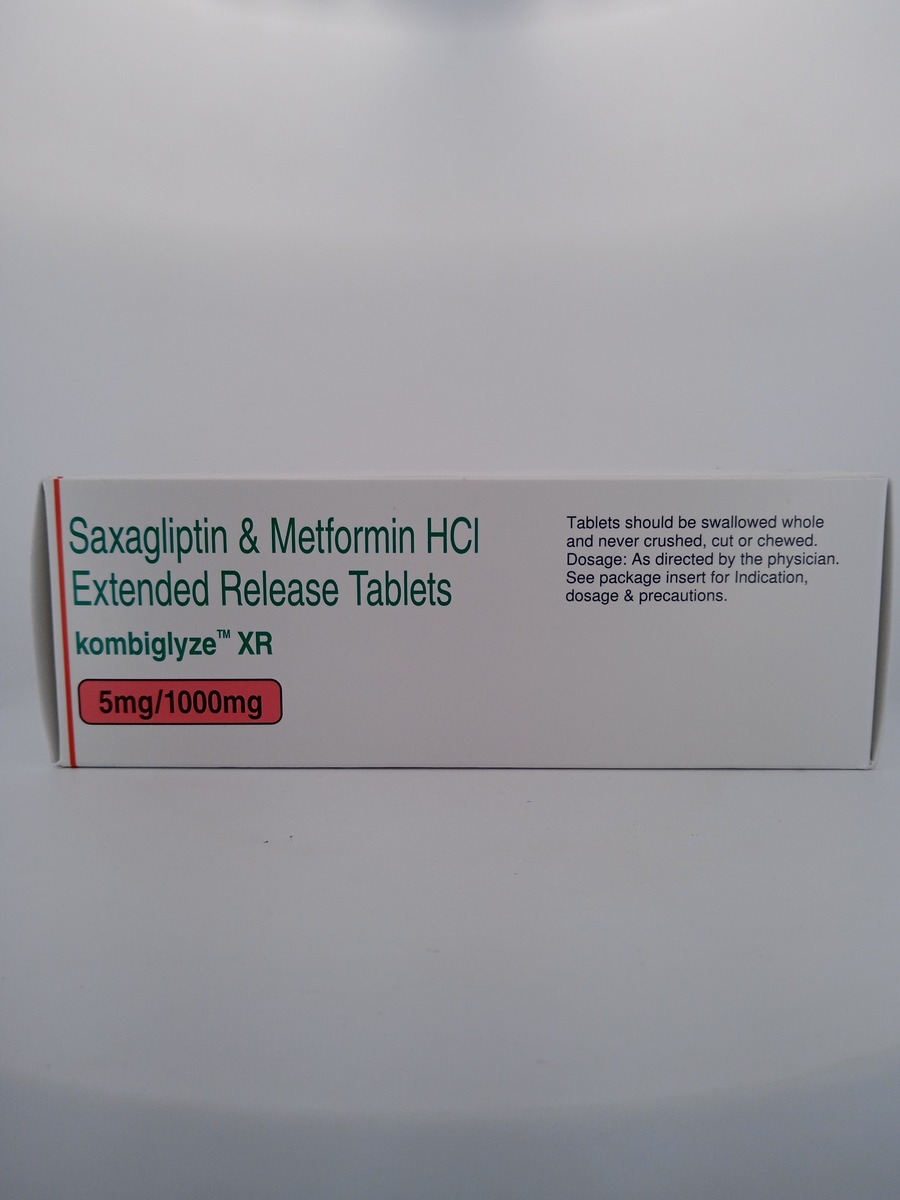 Saxagliptin & Metformin HCl
Extended Release Tablets
kombiglyze™ XR
5mg/1000mg
Tablets should be swallowed whole
and never crushed, cut or chewed.
Dosage: As directed by the physician.
See package insert for Indication,
dosage & precautions.